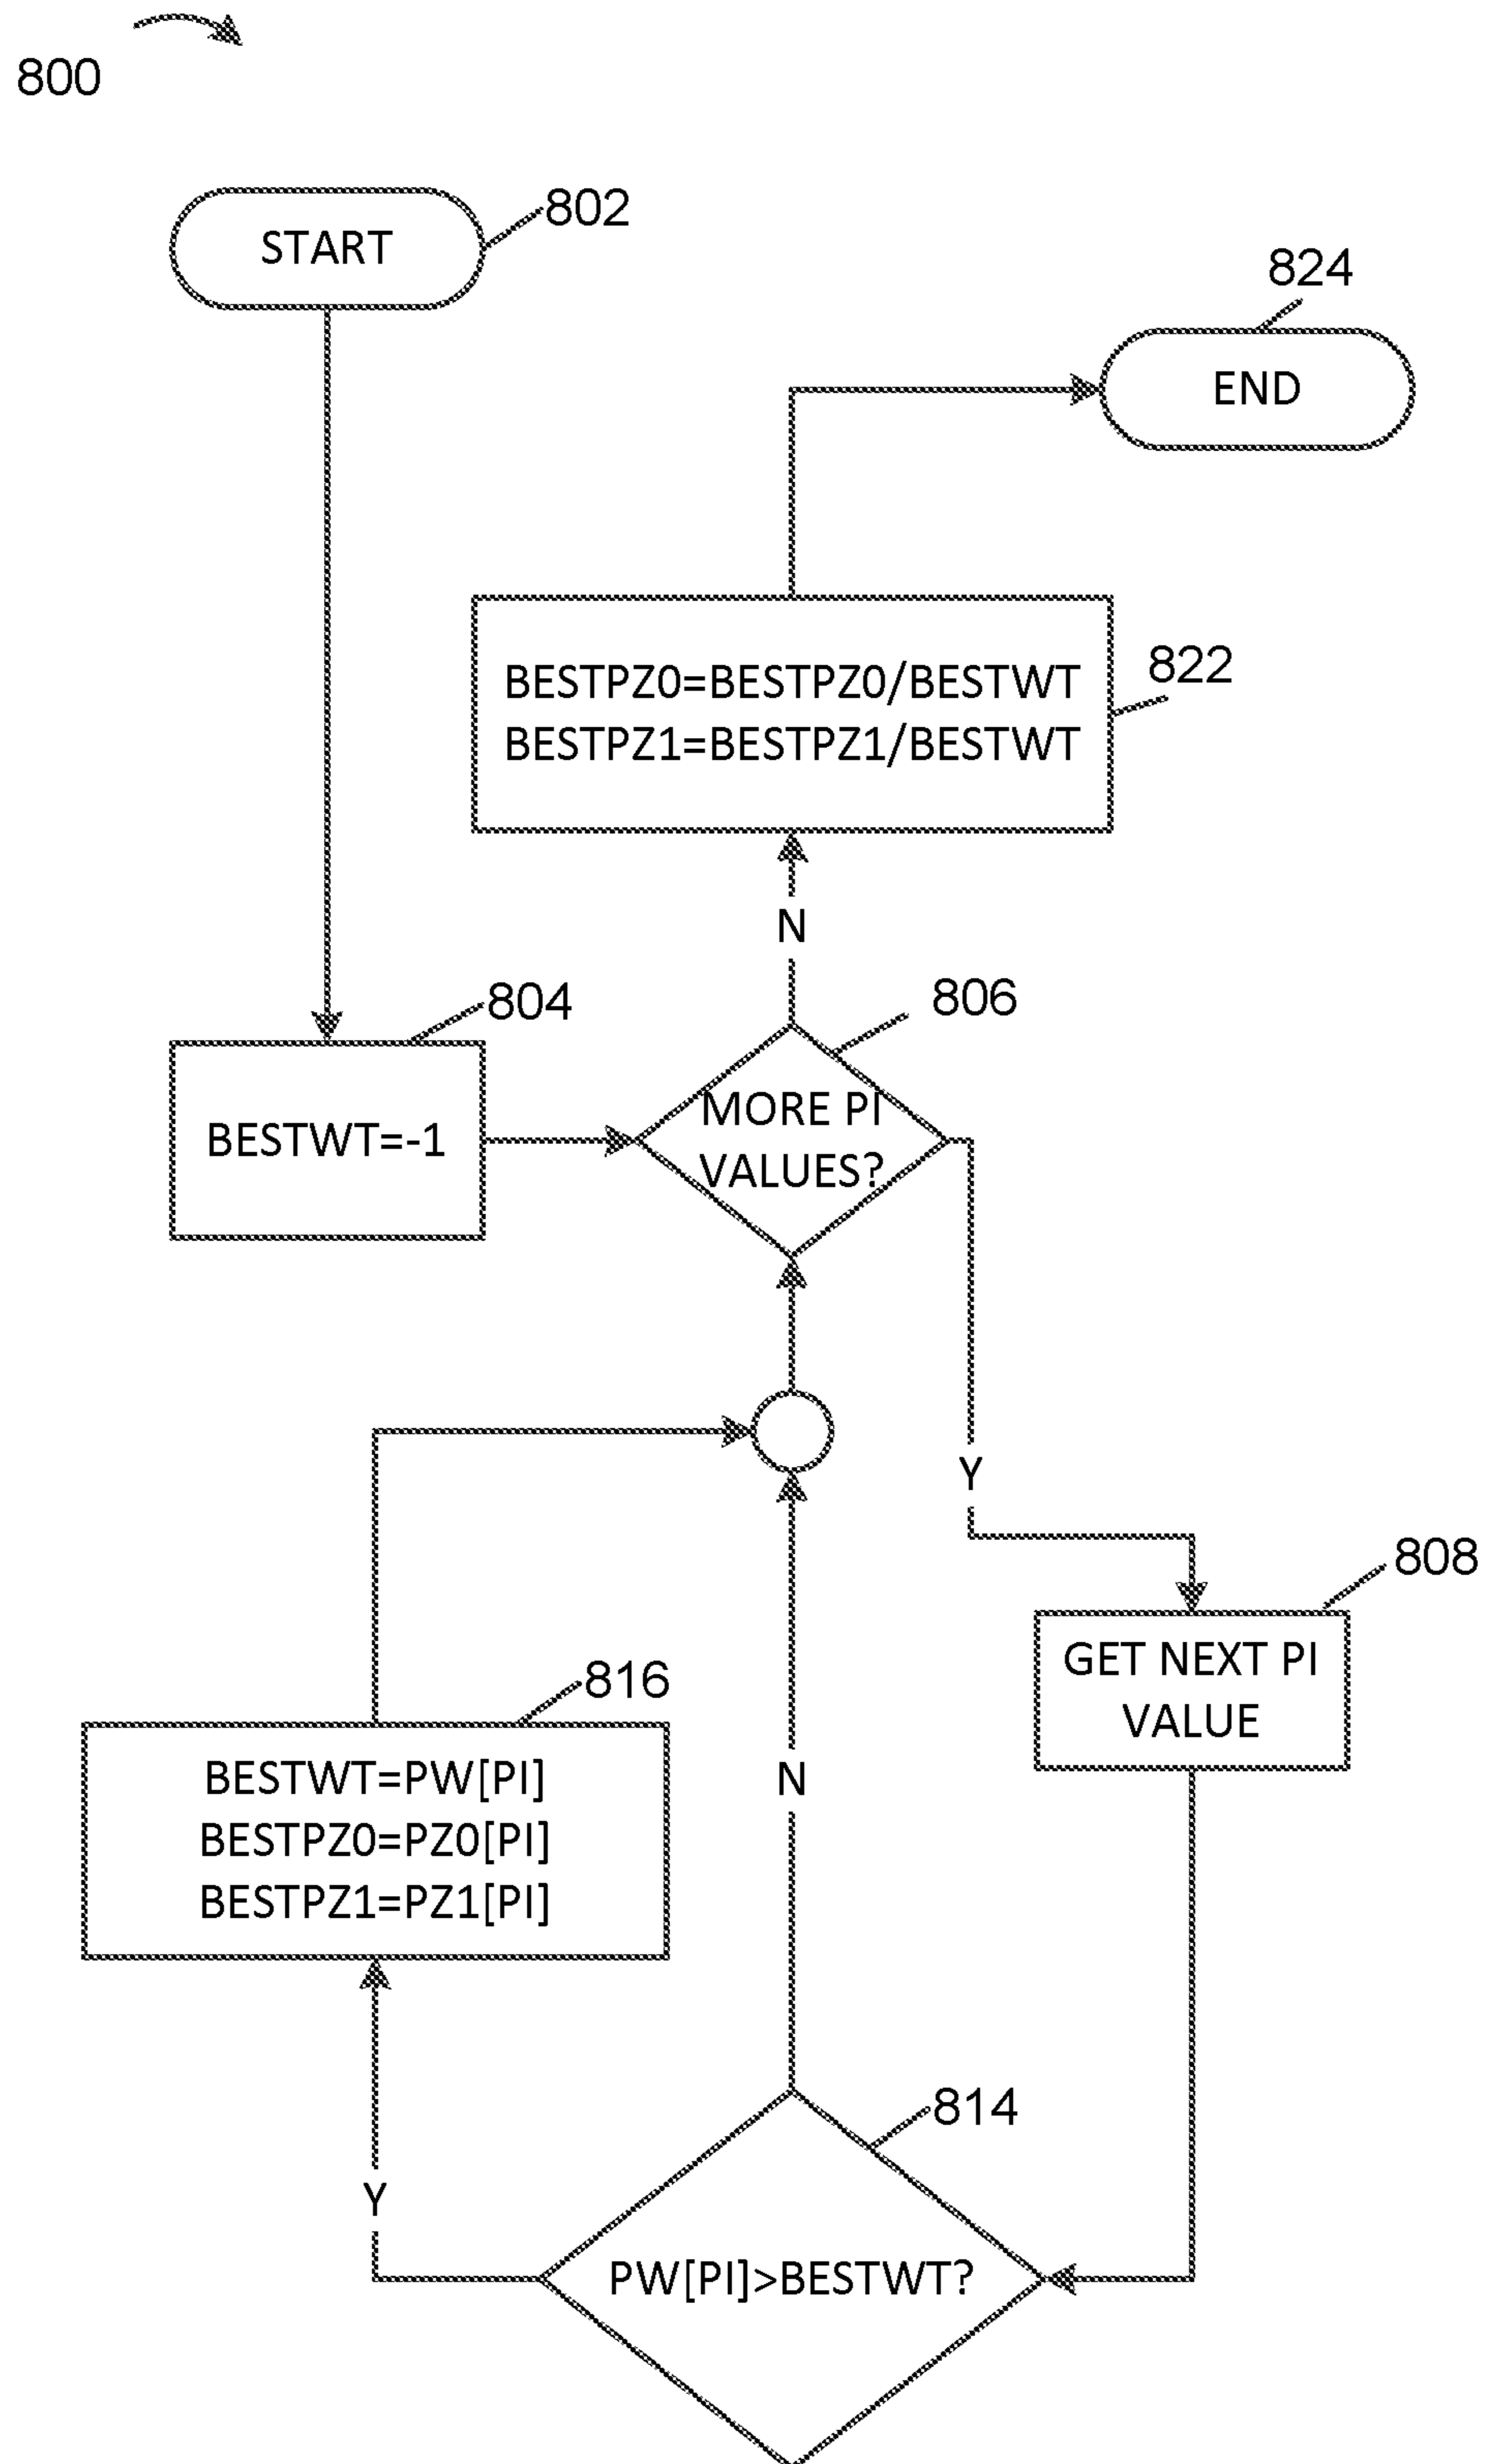 800
START
802
824
END
BESTPZ0=BESTPZ0/BESTWT
BESTPZ1=BESTPZ1/BESTWT
822
N
804
806
BESTWT=-1
MORE PI
VALUES?
Y
808
GET NEXT PI
VALUE
816
BESTWT=PW[PI]
BESTPZ0=PZ0[PI]
BESTPZ1=PZ1[PI]
N
814
Y
PW[PI]>BESTWT?